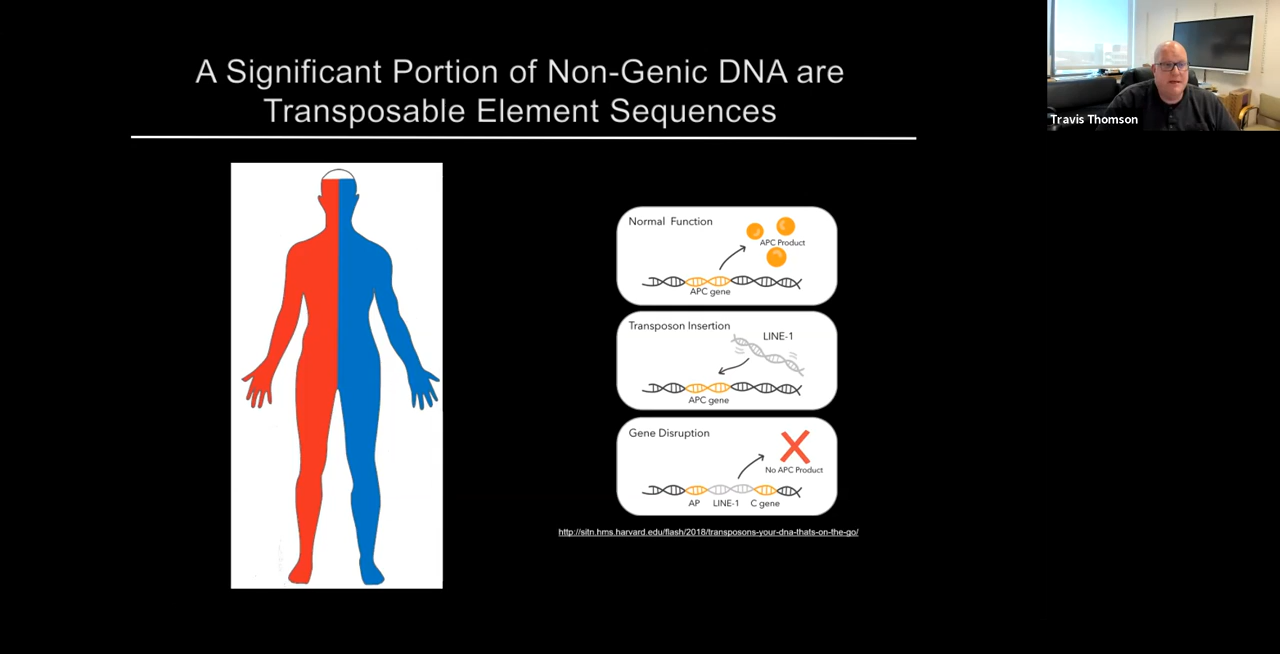 A Significant Portion of Non-Genic DNA are
Transposable Element Sequences
Travis Thomson
Normal Function
APC Product
APC gene
Transposon Insertion
LINE-1
APC gene
Gene Disruption
No APC Product
AP LINE-1 C gene
http://sitn.hms.harvard.edu/flash/2018/transposons-your-dna-thats-on-the-go/